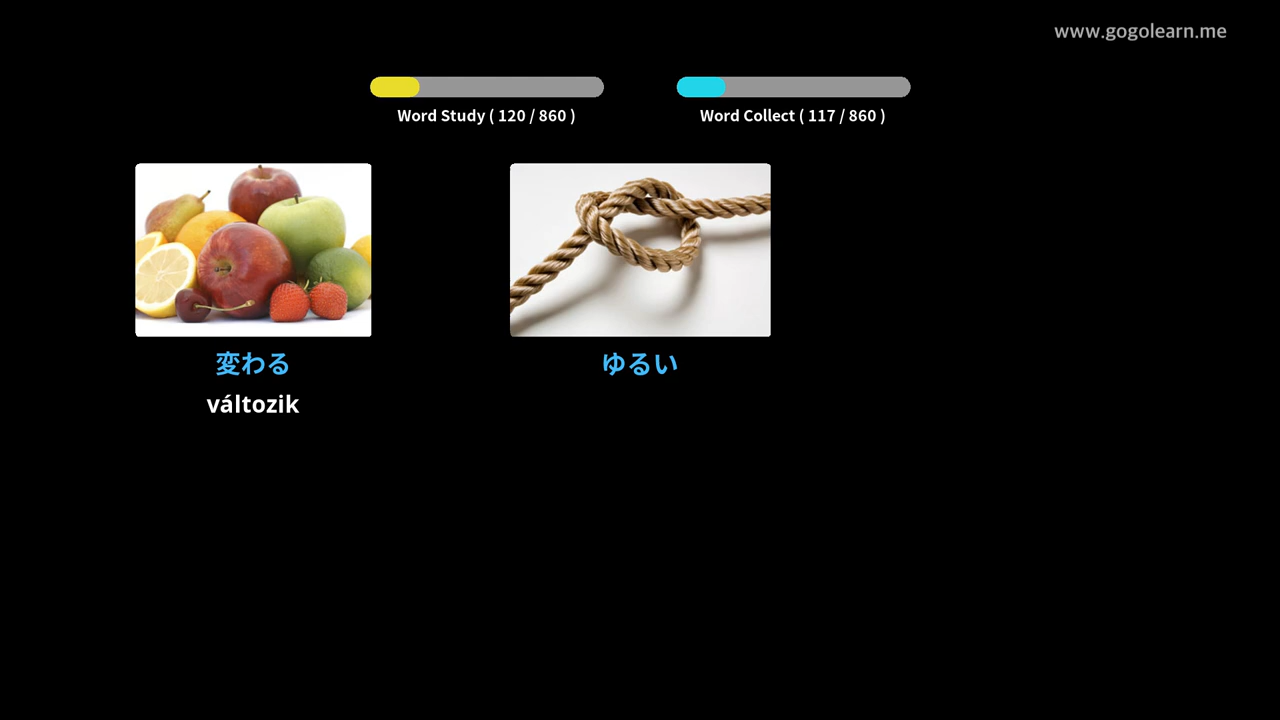 www.gogolearn.me
Word Study ( 120 / 860 )
Word Collect ( 117 / 860 )
変わる
ゆるい
változik